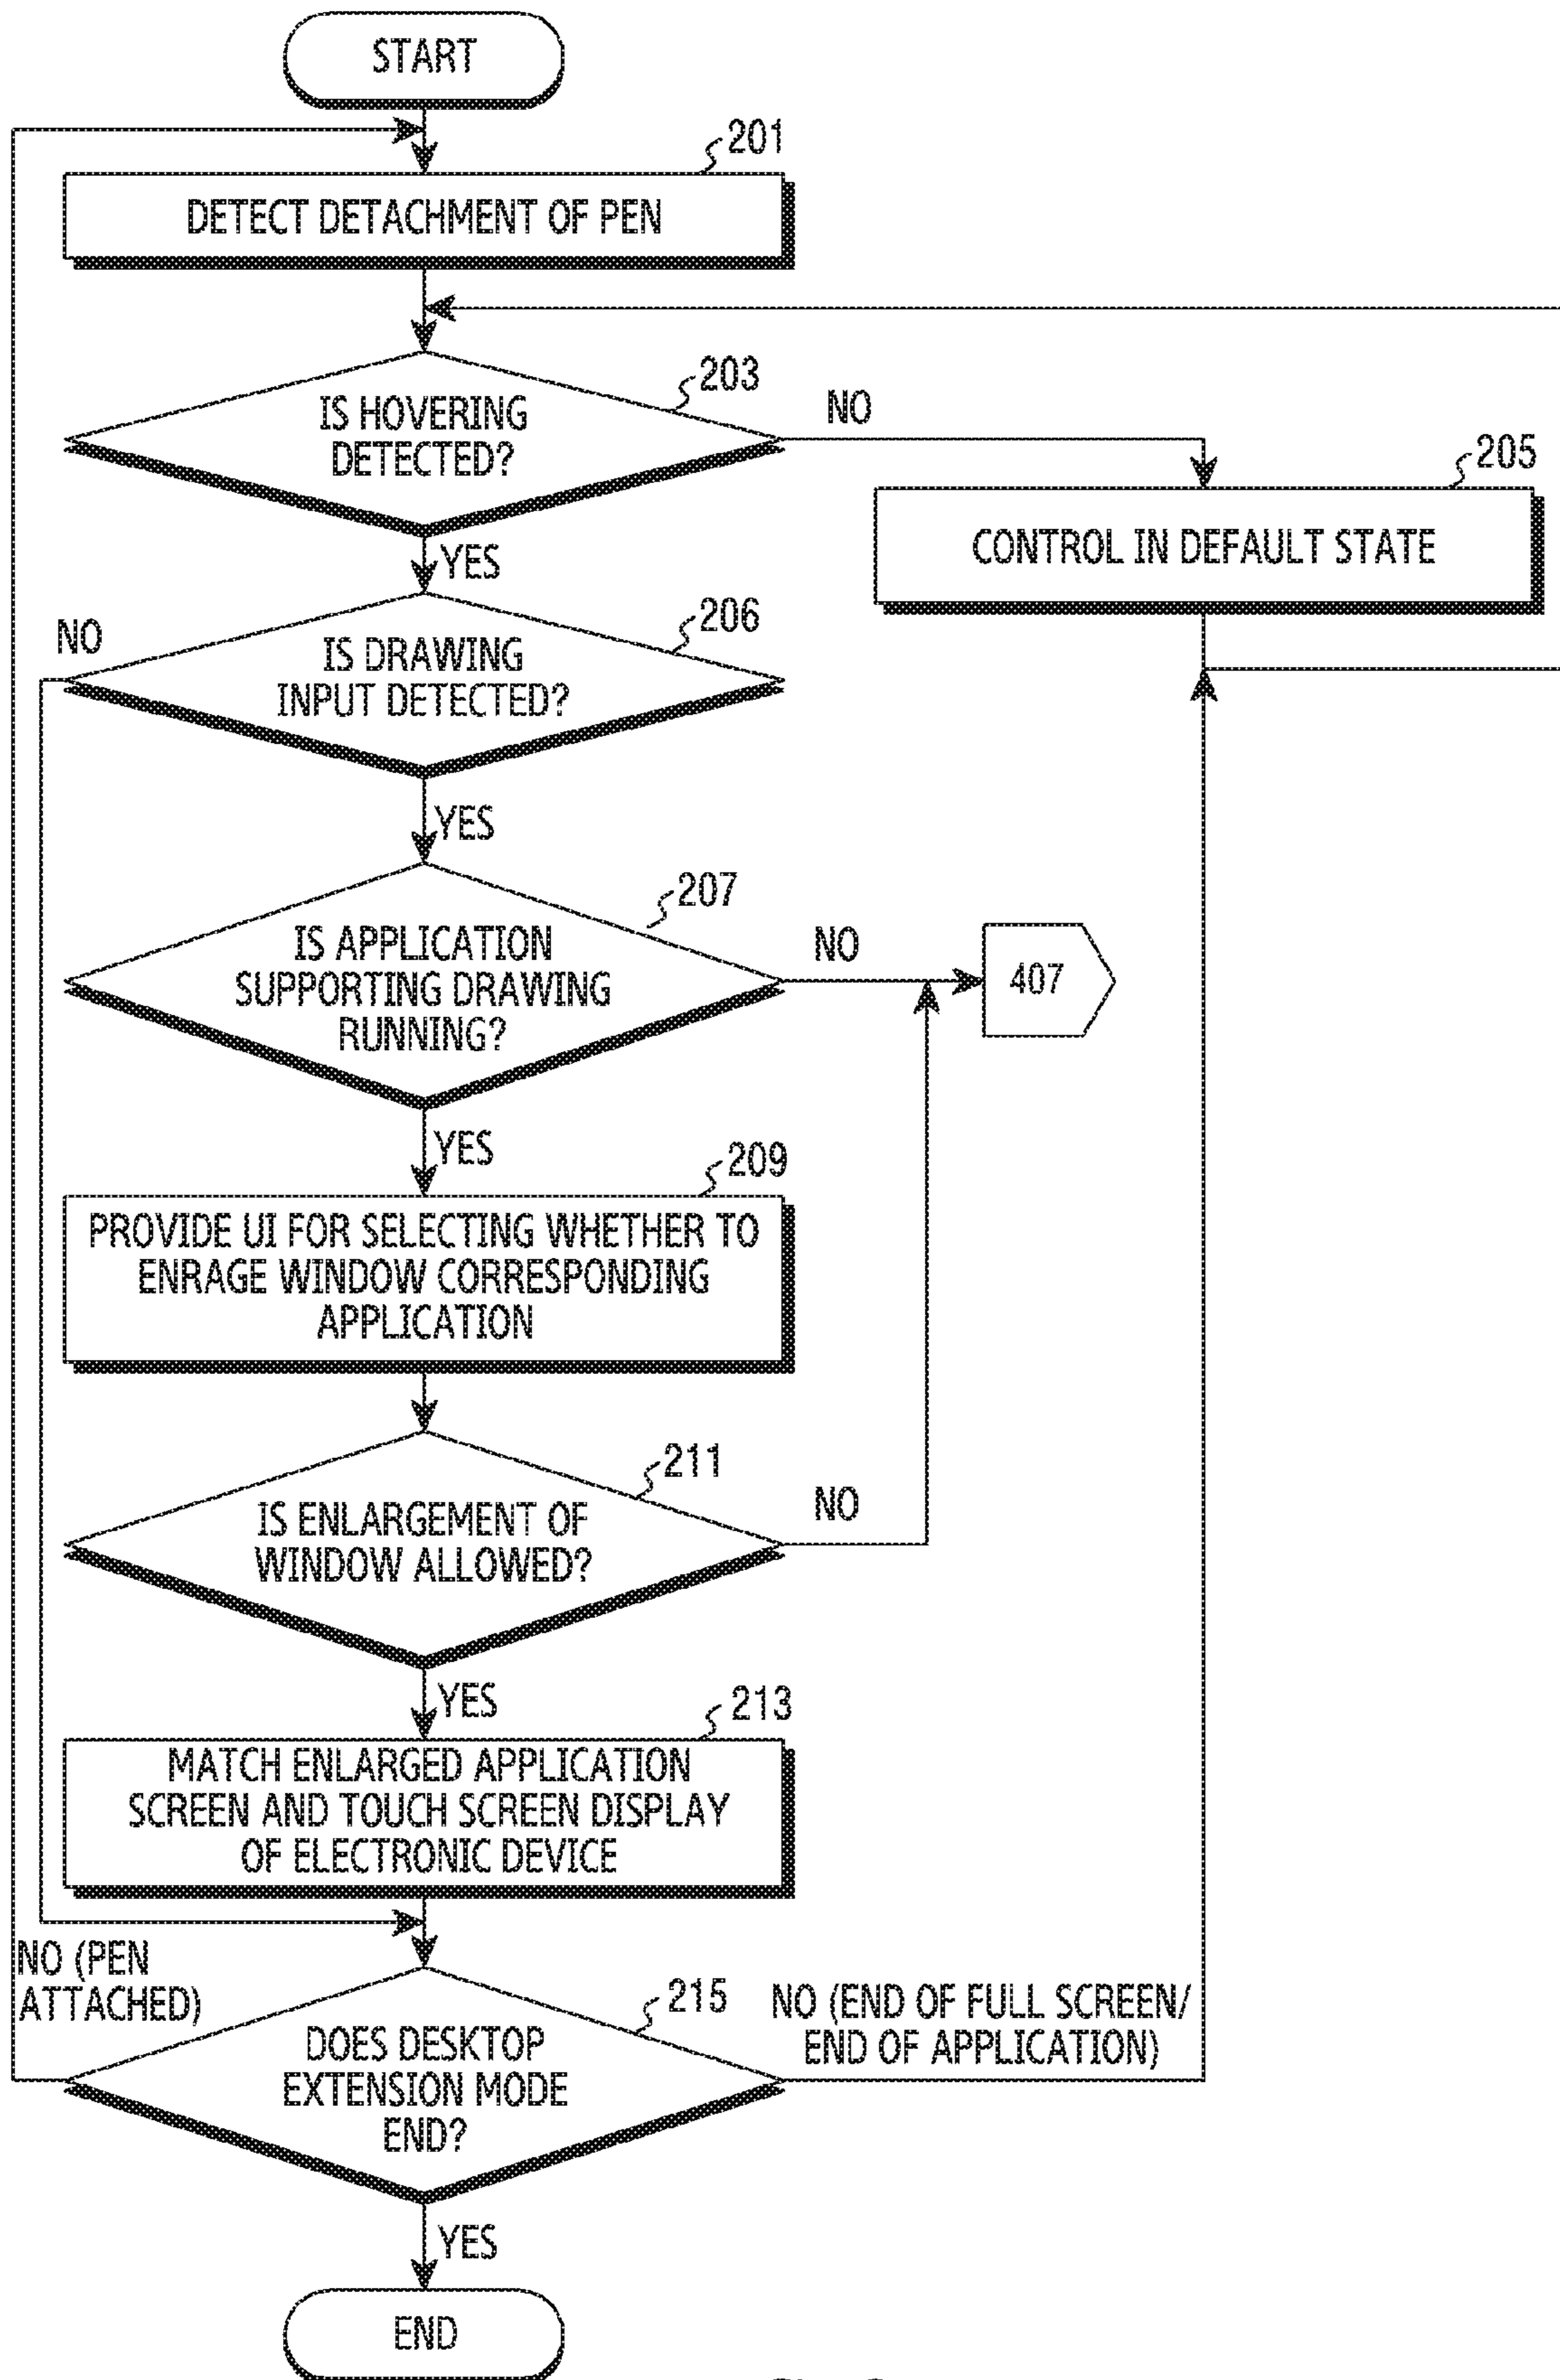 START
201
DETECT DETACHMENT OF PEN
203
IS HOVERING
DETECTED?
NO
205
CONTROL IN DEFAULT STATE
YES
206
NO
IS DRAWING
INPUT DETECTED?
YES
207
IS APPLICATION
SUPPORTING DRAWING
RUNNING?
NO
407
YES
209
PROVIDE UI FOR SELECTING WHETHER TO
ENRAGE WINDOW CORRESPONDING
APPLICATION
211
IS ENLARGEMENT OF
WINDOW ALLOWED?
NO
YES
213
MATCH ENLARGED APPLICATION
SCREEN AND TOUCH SCREEN DISPLAY
OF ELECTRONIC DEVICE
NO (PEN
ATTACHED)
215
DOES DESKTOP
EXTENSION MODE
END?
NO (END OF FULL SCREEN/
END OF APPLICATION)
YES
END